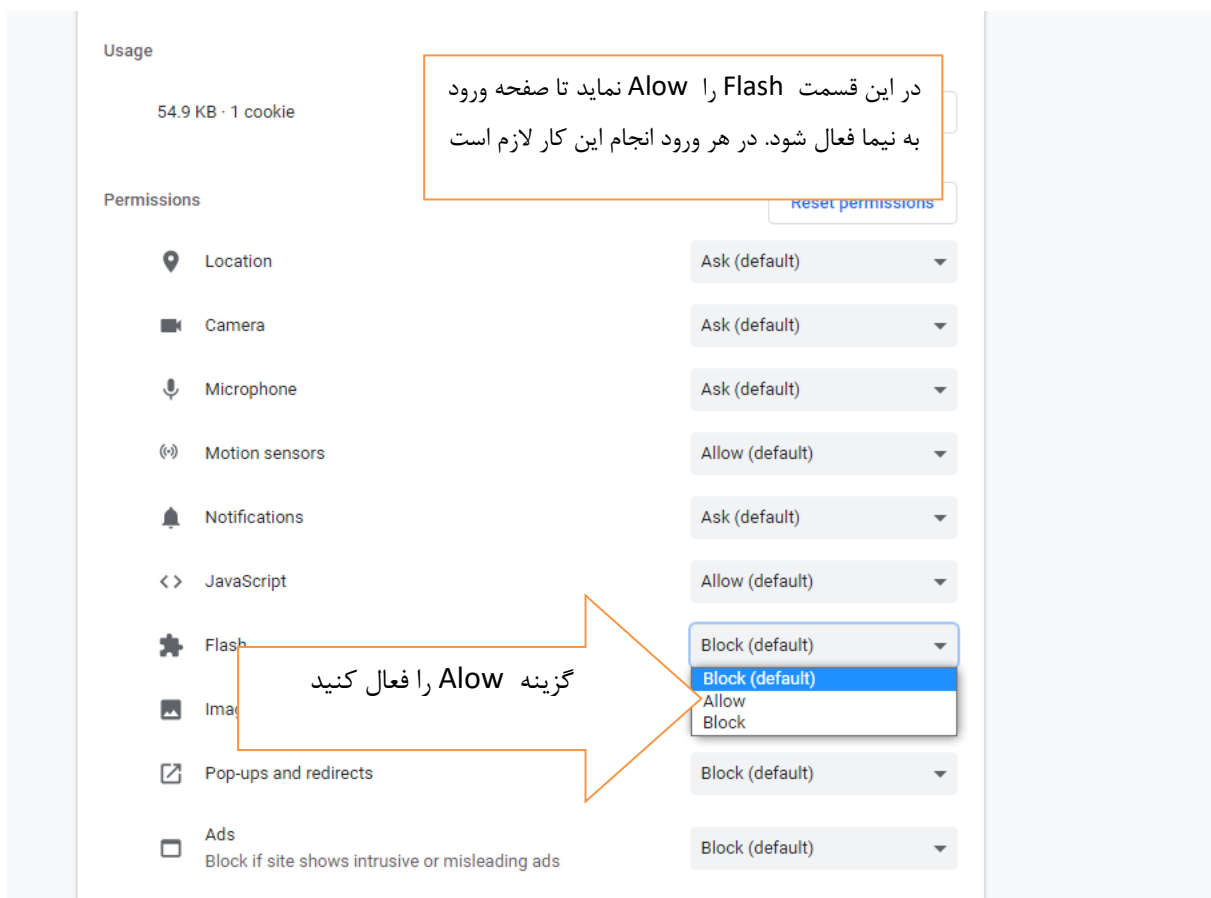 Usage
در این قسمت Flash را Alow نماید تا صفحه ورود
به نیما فعال شود. در هر ورود انجام این کار لازم است
54.9 KB · 1 cookie
Permissions
Reset permissions
Location
Ask (default)
Camera
Ask (default)
Microphone
Ask (default)
Motion sensors
Allow (default)
Notifications
Ask (default)
JavaScript
Allow (default)
Flash
Block (default)
گزینه Alow را فعال کنید
Block (default)
Allow
Block
Imag
Pop-ups and redirects
Block (default)
Ads
Block if site shows intrusive or misleading ads
Block (default)